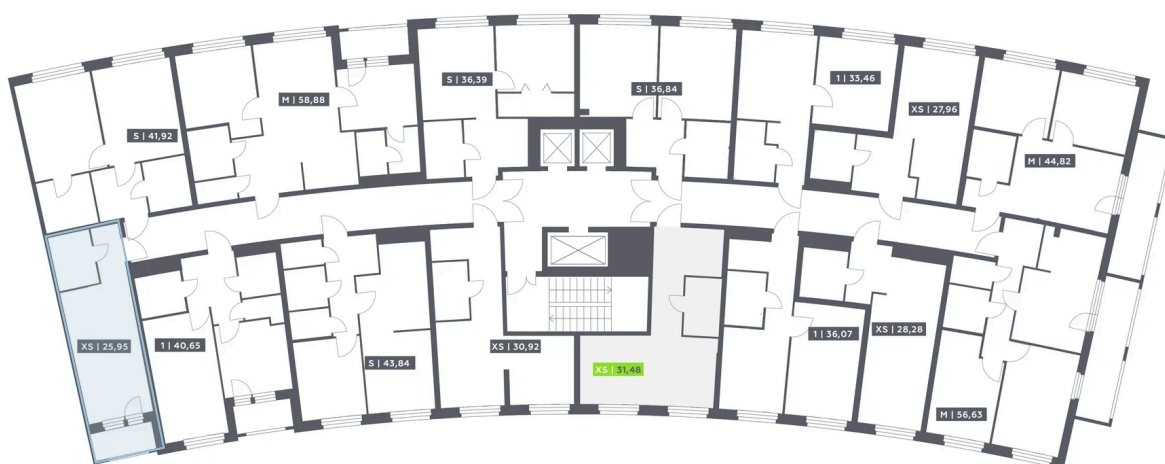 S | 41,92
M | 58,88
S | 36,39
S | 36,84
1 | 33,46
XS | 27,96
M | 44,82
XS | 25,95
1 | 40,65
S | 43,84
XS | 30,92
XS | 31,48
1 | 36,07
XS | 28,28
M | 56,63